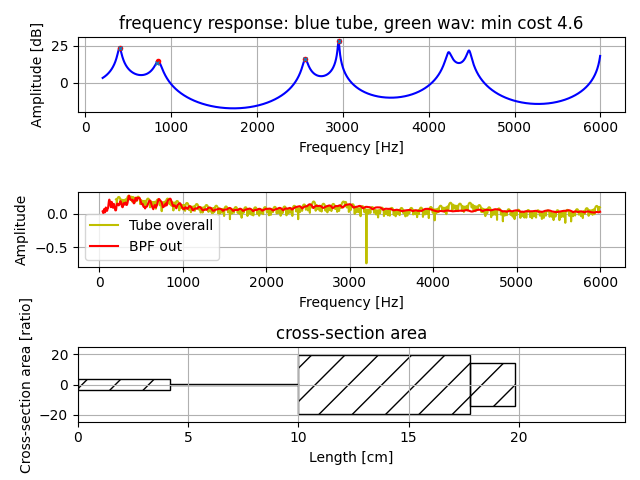 frequency response: blue tube, green wav: min cost 4.6
Amplitude [dB]
25
0
0 1000 2000 3000 4000 5000 6000
Frequency [Hz]
Amplitude
0.0
−0.5
Tube overall
BPF out
0 1000 2000 3000 4000 5000 6000
Frequency [Hz]
cross-section area
Cross-section area [ratio]
20
0
−20
0 5 10 15 20
Length [cm]